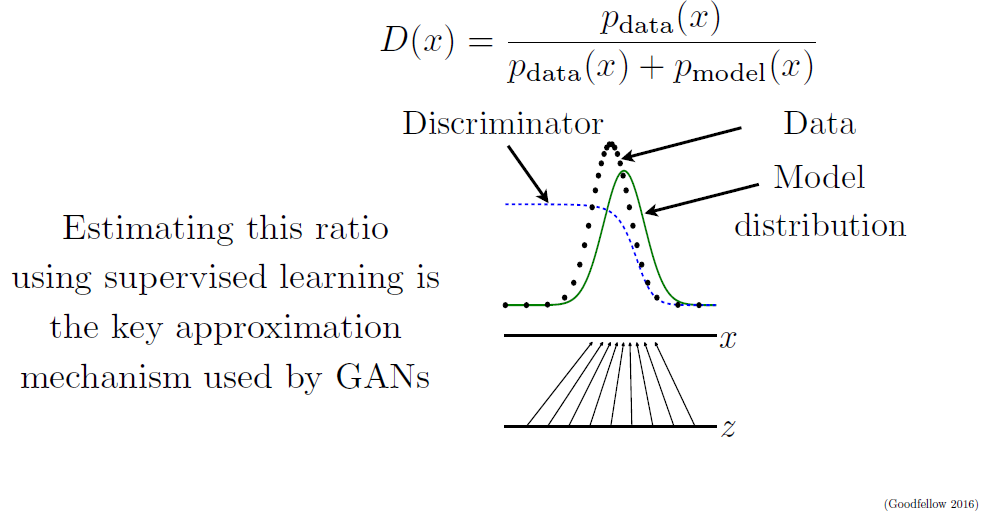 D(x) = p_data(x) / (p_data(x) + p_model(x))
Discriminator
Data
Model
distribution
Estimating this ratio
using supervised learning is
the key approximation
mechanism used by GANs
x
z
(Goodfellow 2016)